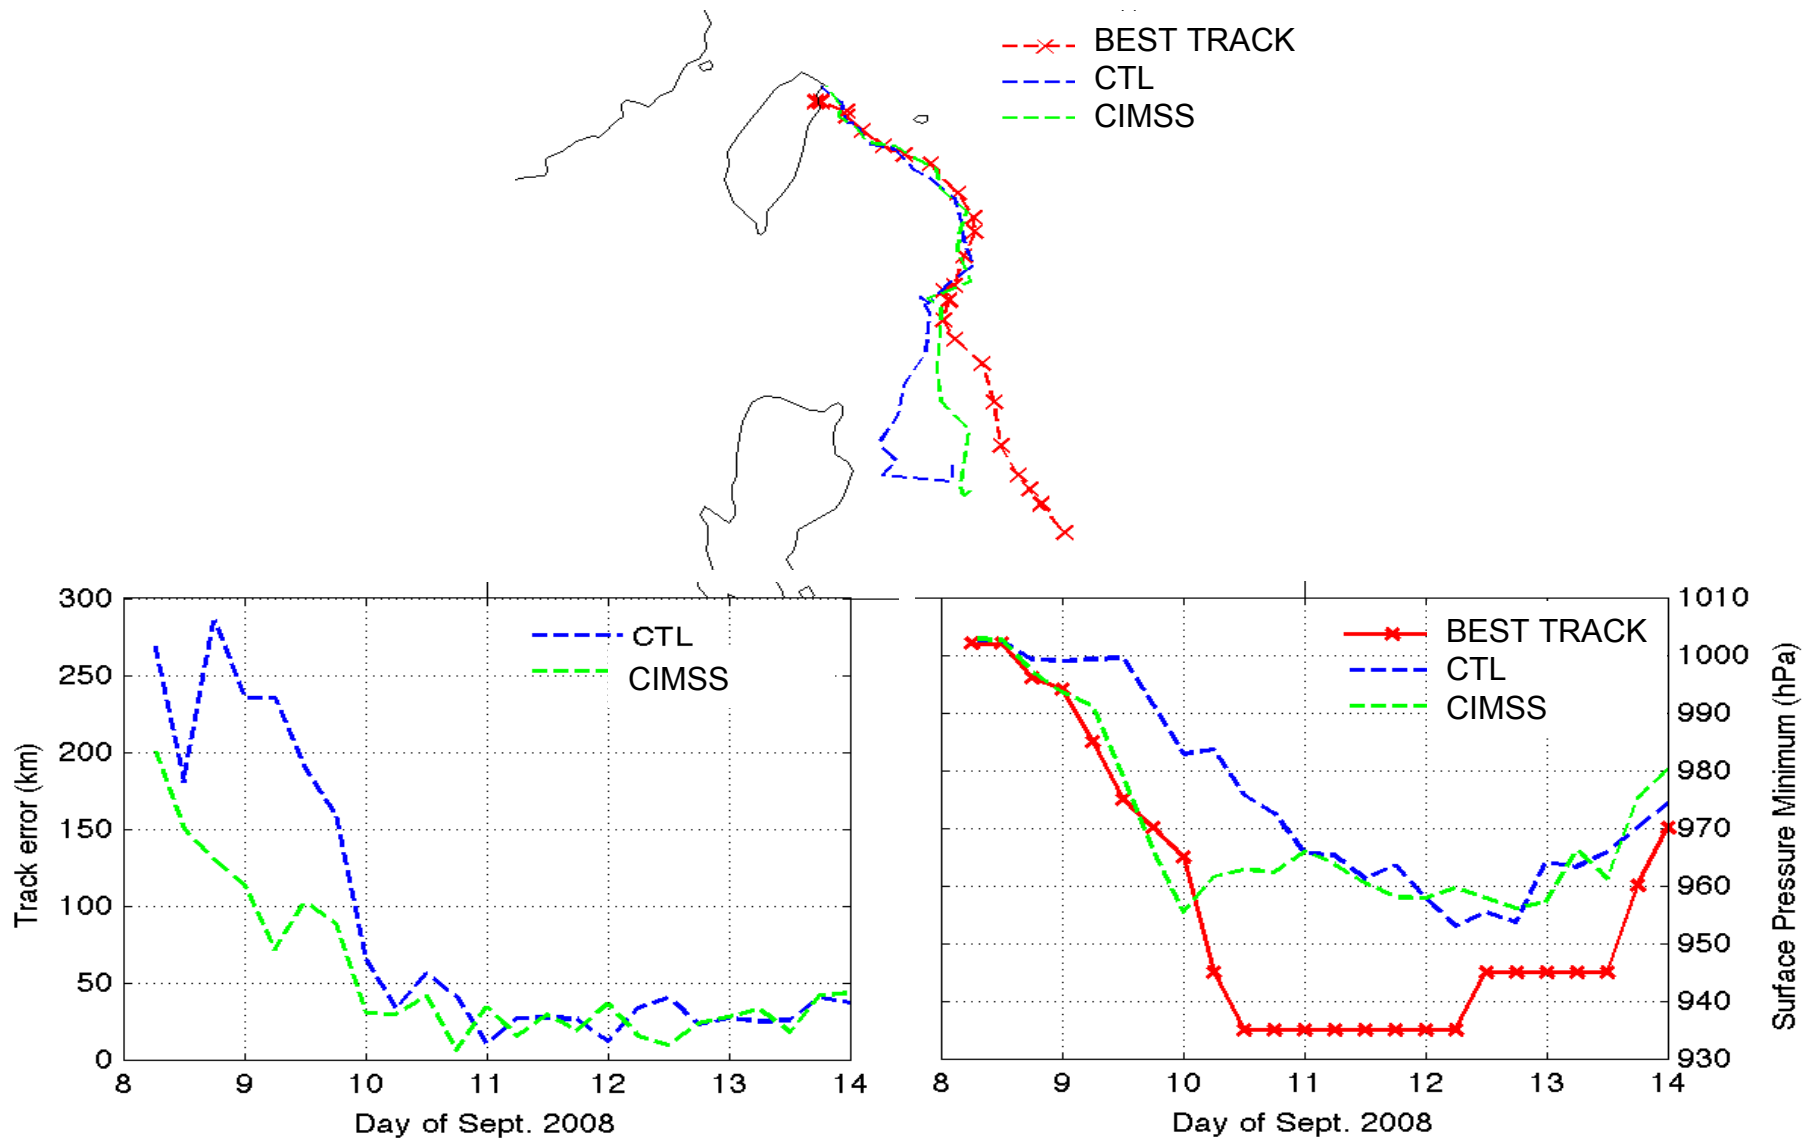 BEST TRACK
CTL
CIMSS
300
250
200
150
100
50
0
Track error (km)
CTL
CIMSS
8 9 10 11 12 13 14
Day of Sept. 2008
BEST TRACK
CTL
CIMSS
1010
1000
990
980
970
960
950
940
930
Surface Pressure Minimum (hPa)
8 9 10 11 12 13 14
Day of Sept. 2008